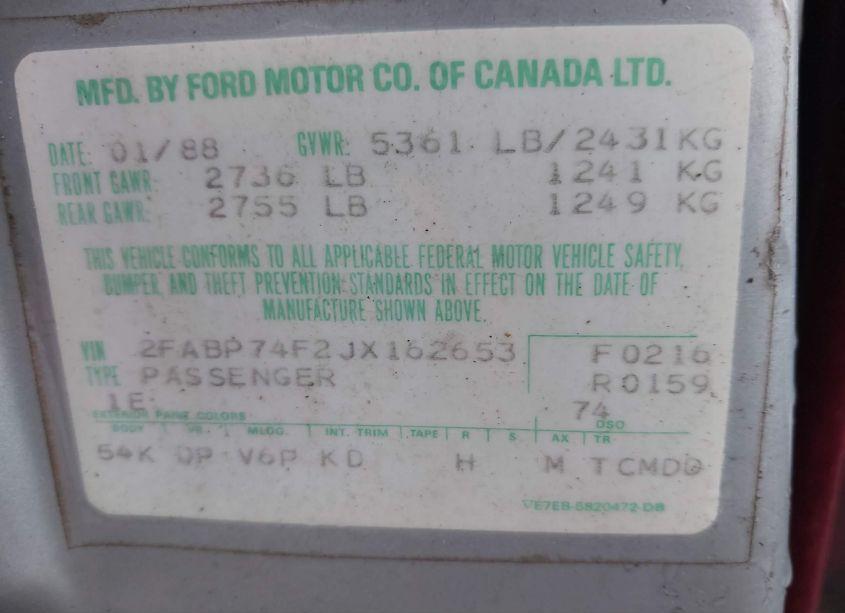 MFD. BY FORD MOTOR CO. OF CANADA LTD.
DATE: 01/88 GVWR: 5361 LB/2431KG
FRONT GAWR: 2736 LB 1241 KG
REAR GAWR: 2755 LB 1249 KG
THIS VEHICLE CONFORMS TO ALL APPLICABLE FEDERAL MOTOR VEHICLE SAFETY,
BUMPER, AND THEFT PREVENTION STANDARDS IN EFFECT ON THE DATE OF
MANUFACTURE SHOWN ABOVE.
VIN 2FABP74F2JX162653 F0216
TYPE PASSENGER R0159
1E 74
EXTERIOR PAINT COLORS DSO
BODY VR MLDG. INT. TRIM TAPE R S AX TR
54K DP V6P KD H M T CMDD
VE7EB-5820472-DB